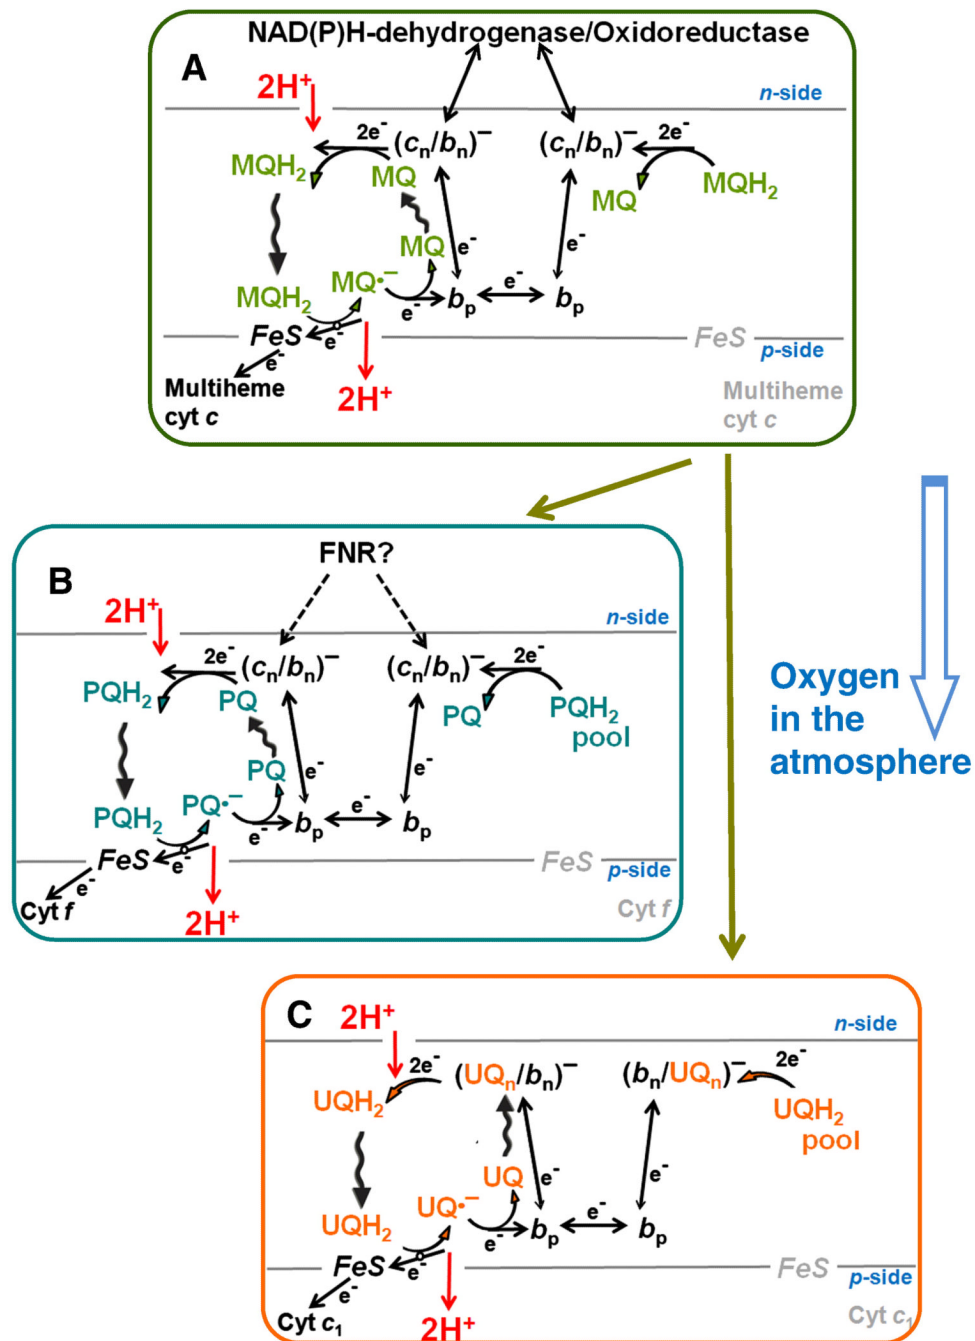 NAD(P)H-dehydrogenase/Oxidoreductase
A
2H⁺
n-side
2e⁻
(cₙ/bₙ)⁻
(cₙ/bₙ)⁻
2e⁻
MQH₂
MQ
MQ
MQH₂
MQ
e⁻
e⁻
MQH₂
MQ•⁻
e⁻
bₚ
e⁻
bₚ
FeS
e⁻
FeS
p-side
e⁻
2H⁺
Multiheme
cyt c
Multiheme
cyt c
B
FNR?
2H⁺
n-side
2e⁻
(cₙ/bₙ)⁻
(cₙ/bₙ)⁻
2e⁻
PQH₂
PQ
PQ
PQH₂
pool
PQ
e⁻
e⁻
PQH₂
PQ•⁻
e⁻
bₚ
e⁻
bₚ
FeS
e⁻
FeS
p-side
e⁻
Cyt f
2H⁺
Cyt f
Oxygen
in the
atmosphere
C
2H⁺
n-side
2e⁻
(UQₙ/bₙ)⁻
(bₙ/UQₙ)⁻
2e⁻
UQH₂
UQH₂
pool
UQ
e⁻
e⁻
UQH₂
UQ•⁻
e⁻
bₚ
e⁻
bₚ
FeS
e⁻
FeS
p-side
e⁻
Cyt c₁
2H⁺
Cyt c₁